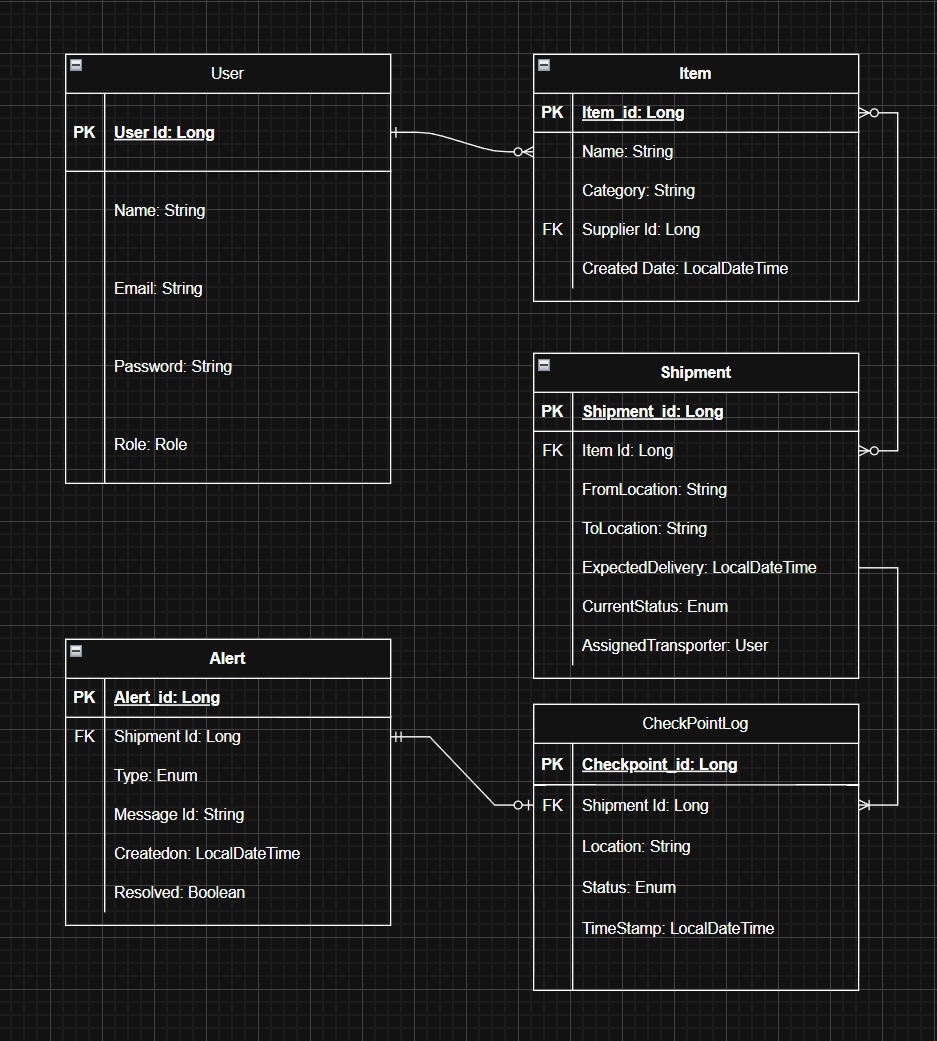 User
PK User Id: Long
Name: String
Email: String
Password: String
Role: Role
Item
PK Item_id: Long
Name: String
Category: String
FK Supplier Id: Long
Created Date: LocalDateTime
Shipment
PK Shipment_id: Long
FK Item Id: Long
FromLocation: String
ToLocation: String
ExpectedDelivery: LocalDateTime
CurrentStatus: Enum
AssignedTransporter: User
Alert
PK Alert_id: Long
FK Shipment Id: Long
Type: Enum
Message Id: String
Createdon: LocalDateTime
Resolved: Boolean
CheckPointLog
PK Checkpoint_id: Long
FK Shipment Id: Long
Location: String
Status: Enum
TimeStamp: LocalDateTime